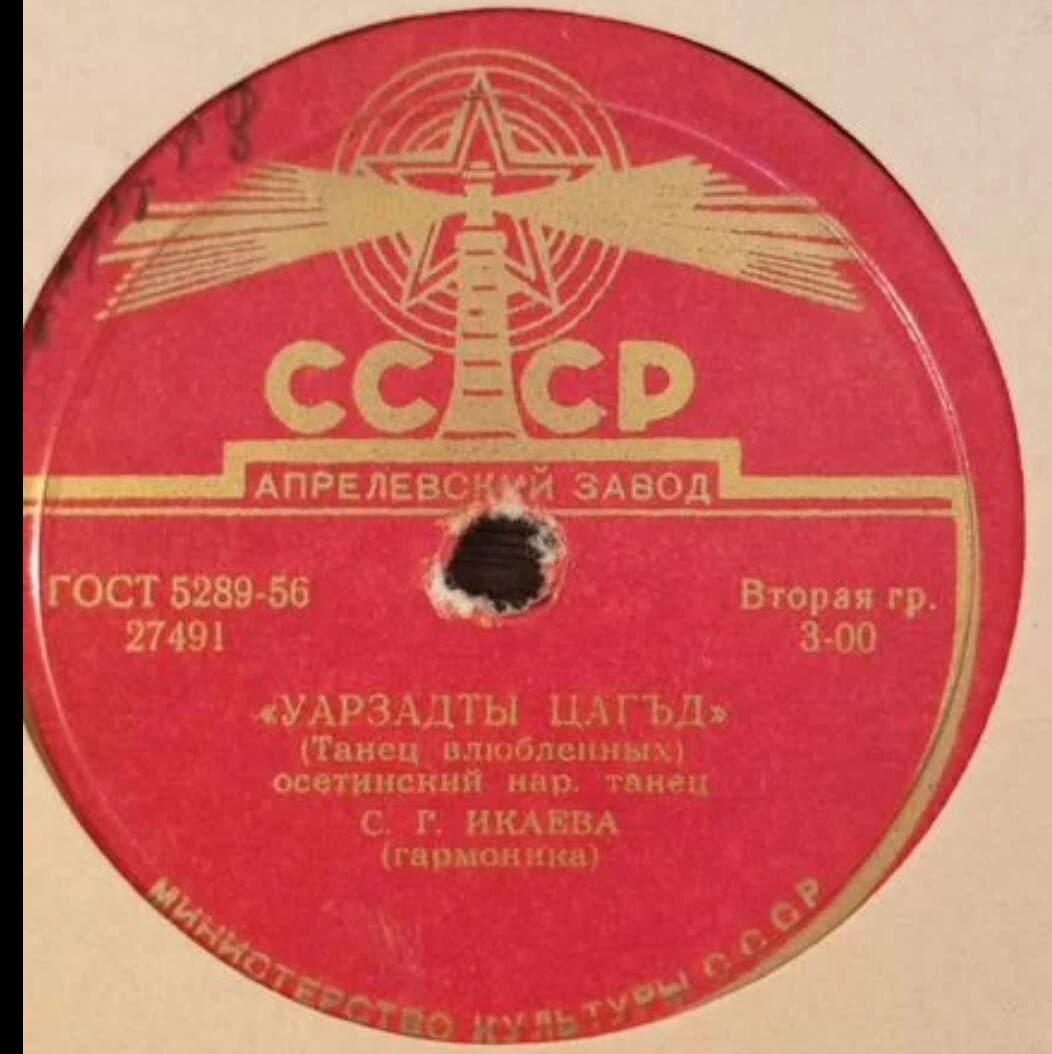 СССР
АПРЕЛЕВСКИЙ ЗАВОД
ГОСТ 5289-56
27491
Вторая гр.
3-00
«УАРЗАДТЫ ЦАГЪД»
(Танец влюбленных)
осетинский нар. танец
С. Г. ИКАЕВА
(гармоника)
МИНИСТЕРСТВО КУЛЬТУРЫ СССР